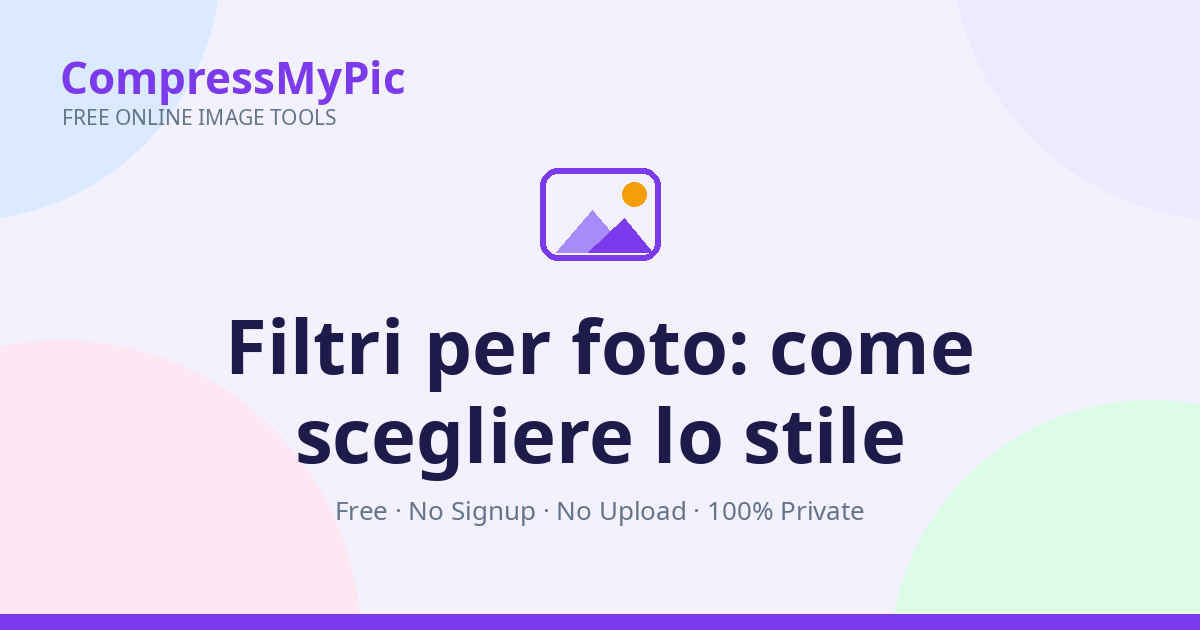 CompressMyPic
FREE ONLINE IMAGE TOOLS
Filtri per foto: come
scegliere lo stile
Free · No Signup · No Upload · 100% Private